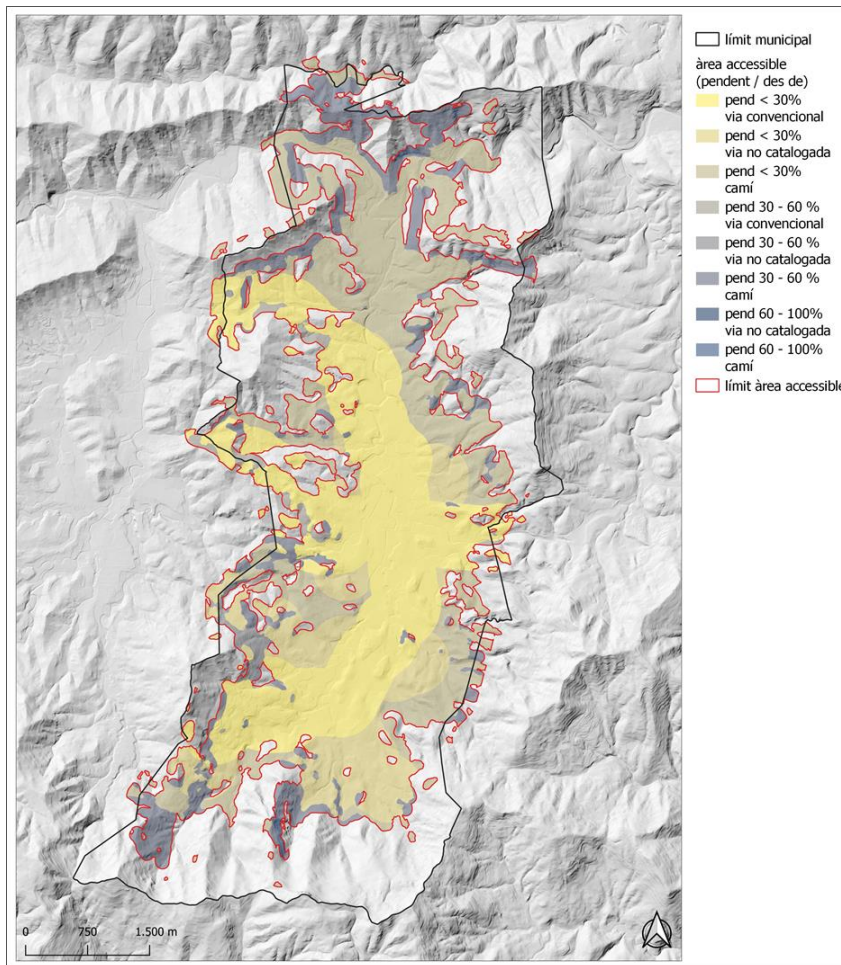 límit municipal
àrea accessible
(pendent / des de)
pend < 30%
via convencional
pend < 30%
via no catalogada
pend < 30%
camí
pend 30 - 60 %
via convencional
pend 30 - 60 %
via no catalogada
pend 30 - 60 %
camí
pend 60 - 100%
via no catalogada
pend 60 - 100%
camí
límit àrea accessible
0 750 1.500 m